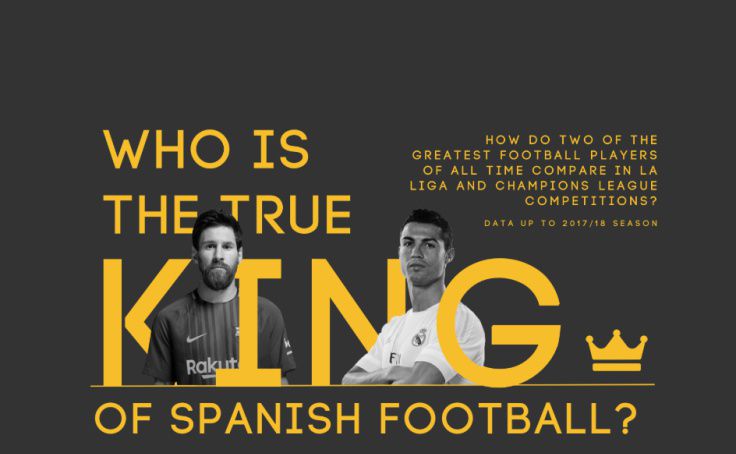 WHO IS
THE TRUE
KING
OF SPANISH FOOTBALL?
HOW DO TWO OF THE
GREATEST FOOTBALL PLAYERS
OF ALL TIME COMPARE IN LA
LIGA AND CHAMPIONS LEAGUE
COMPETITIONS?
DATA UP TO 2017/18 SEASON